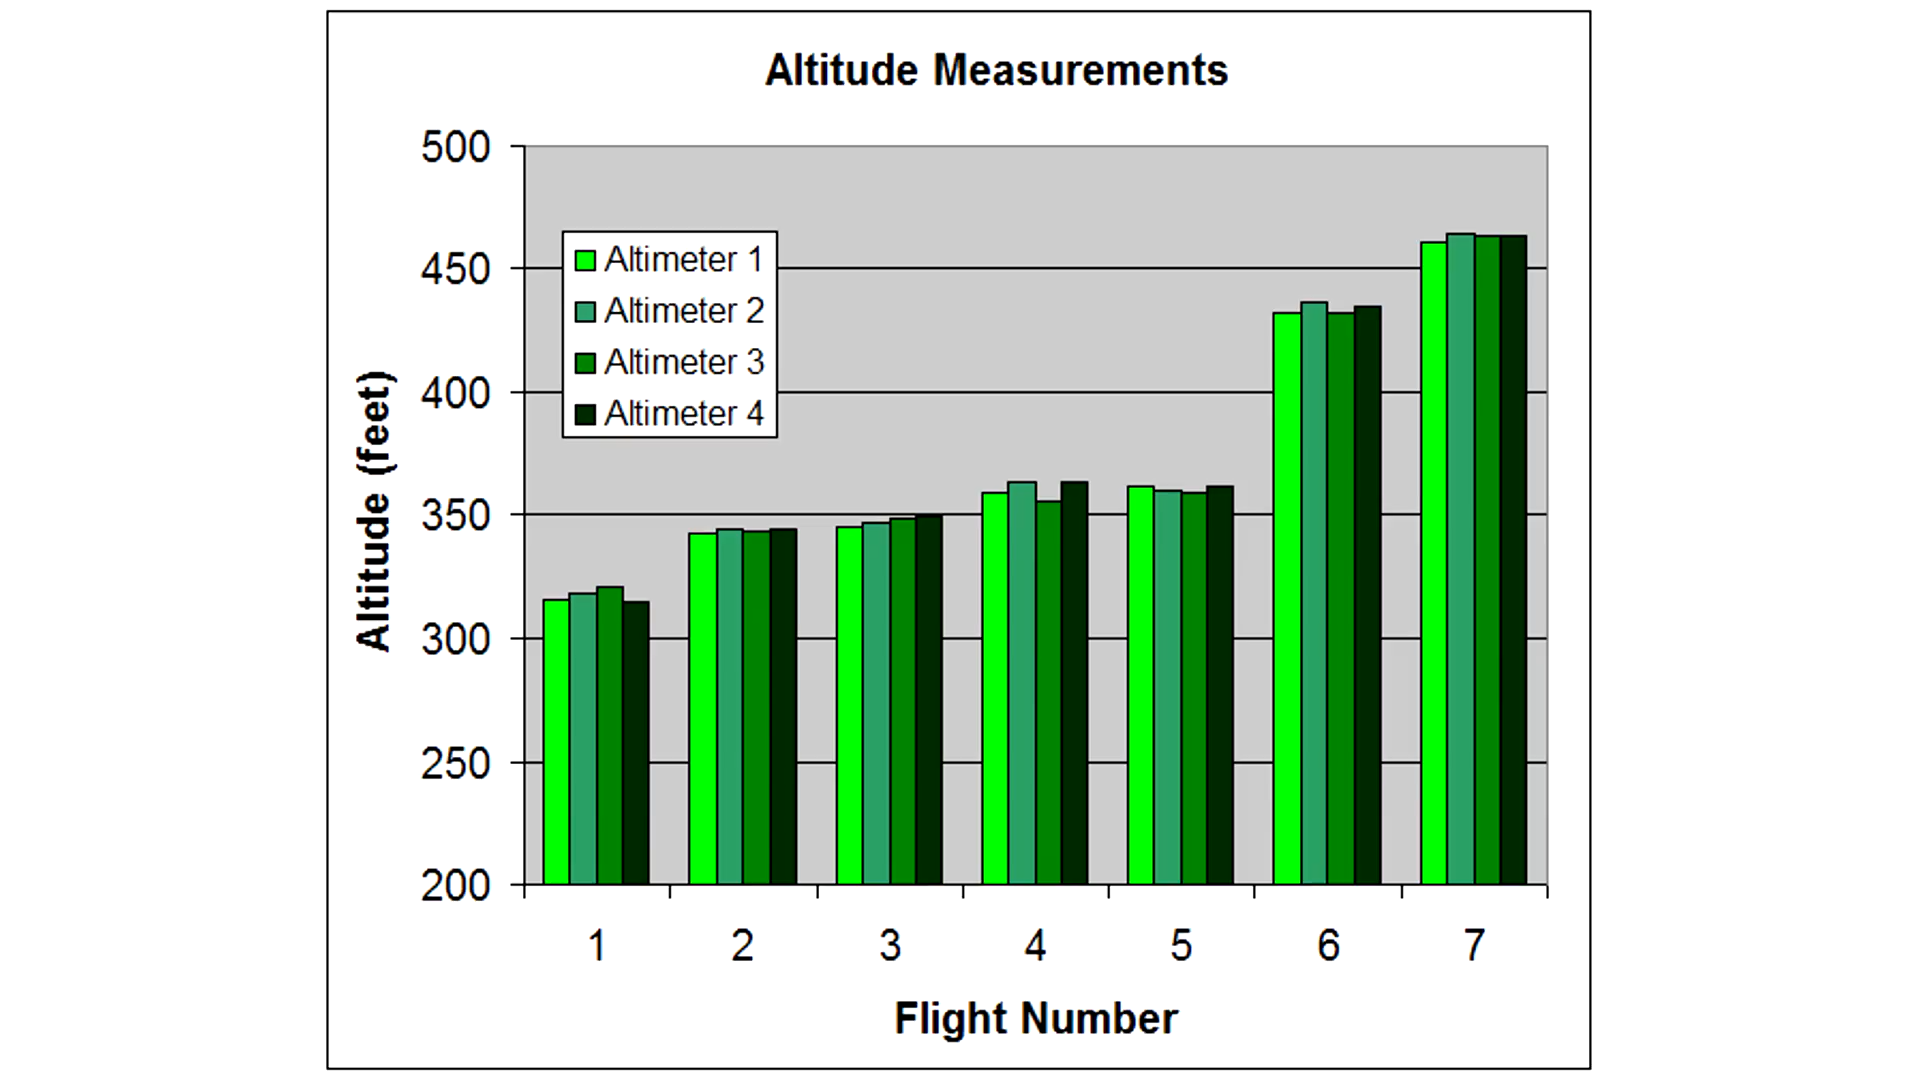 Altitude Measurements
500
450
400
350
300
250
200
Altitude (feet)
Altimeter 1
Altimeter 2
Altimeter 3
Altimeter 4
1 2 3 4 5 6 7
Flight Number